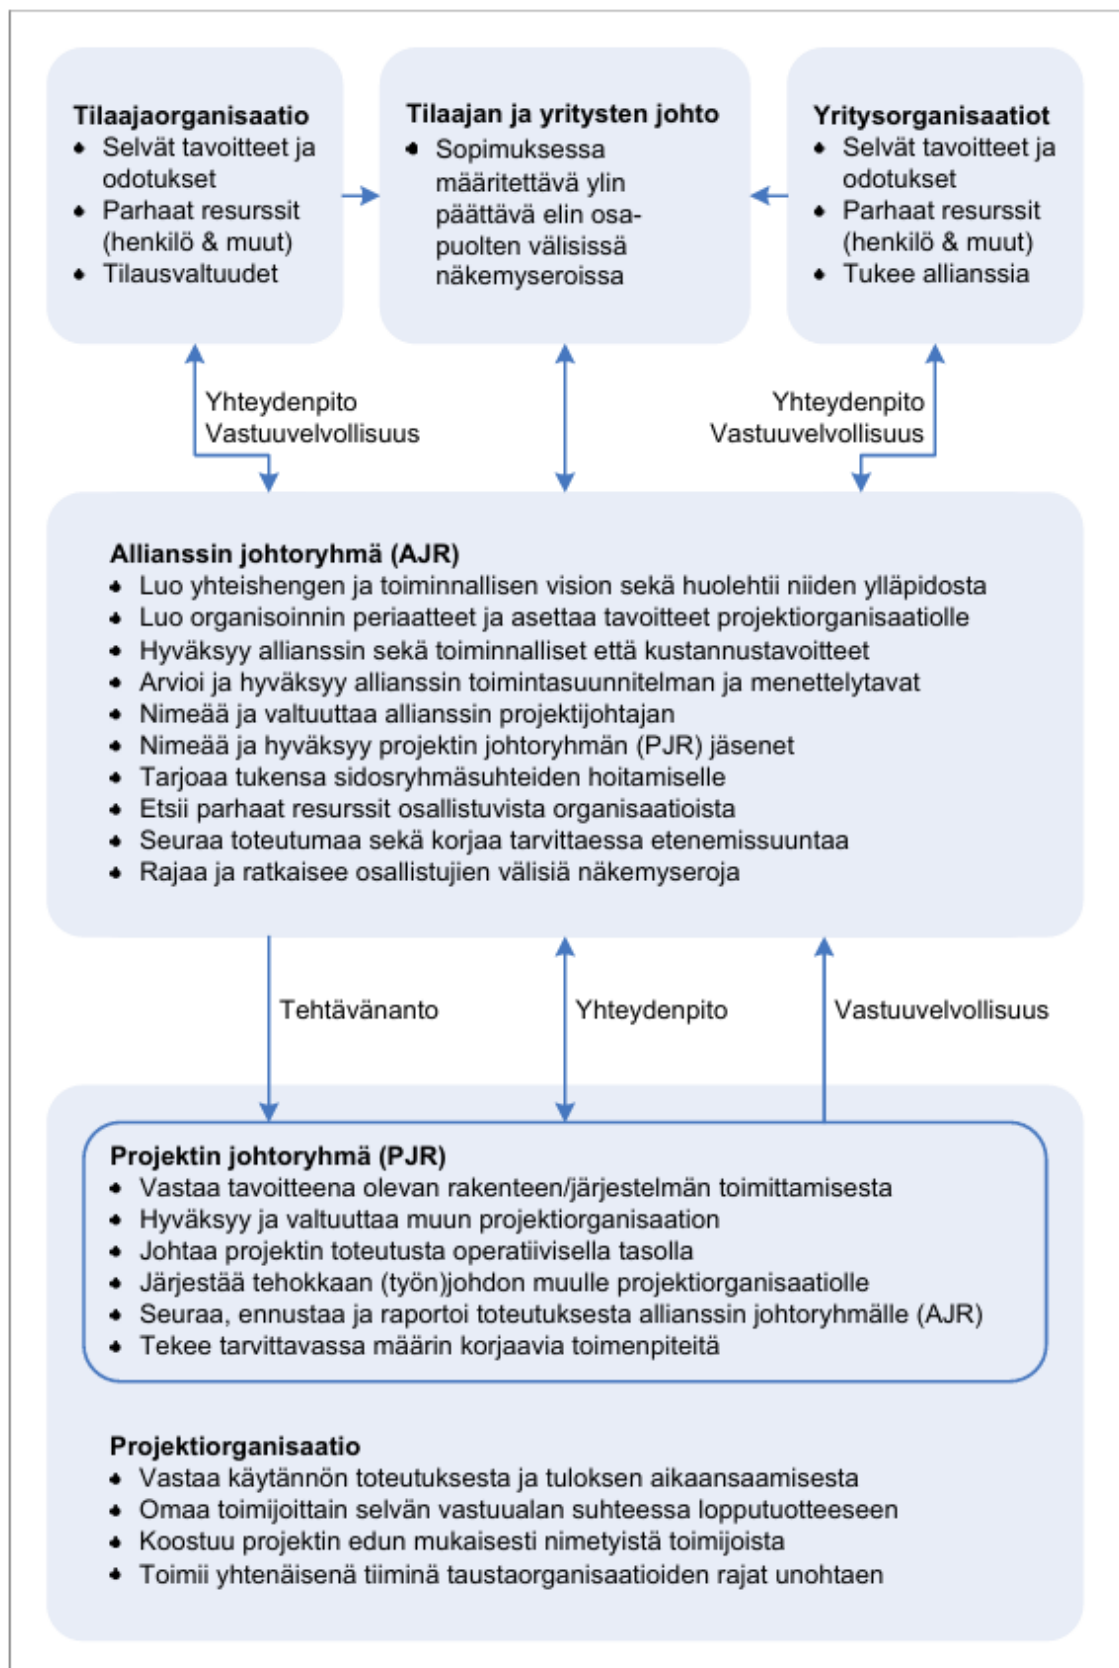 Tilaajaorganisaatio
Selvät tavoitteet ja
odotukset
Parhaat resurssit
(henkilö & muut)
Tilausvaltuudet
Tilaajan ja yritysten johto
Sopimuksessa
määritettävä ylin
päättävä elin osa-
puolten välisissä
näkemyseroissa
Yritysorganisaatiot
Selvät tavoitteet ja
odotukset
Parhaat resurssit
(henkilö & muut)
Tukee allianssia
Yhteydenpito
Vastuuvelvollisuus
Yhteydenpito
Vastuuvelvollisuus
Allianssin johtoryhmä (AJR)
Luo yhteishengen ja toiminnallisen vision sekä huolehtii niiden ylläpidosta
Luo organisoinnin periaatteet ja asettaa tavoitteet projektiorganisaatiolle
Hyväksyy allianssin sekä toiminnalliset että kustannustavoitteet
Arvioi ja hyväksyy allianssin toimintasuunnitelman ja menettelytavat
Nimeää ja valtuuttaa allianssin projektijohtajan
Nimeää ja hyväksyy projektin johtoryhmän (PJR) jäsenet
Tarjoaa tukensa sidosryhmäsuhteiden hoitamiselle
Etsii parhaat resurssit osallistuvista organisaatioista
Seuraa toteutumaa sekä korjaa tarvittaessa etenemissuuntaa
Rajaa ja ratkaisee osallistujien välisiä näkemyseroja
Tehtävänanto
Yhteydenpito
Vastuuvelvollisuus
Projektin johtoryhmä (PJR)
Vastaa tavoitteena olevan rakenteen/järjestelmän toimittamisesta
Hyväksyy ja valtuuttaa muun projektiorganisaation
Johtaa projektin toteutusta operatiivisella tasolla
Järjestää tehokkaan (työn)johdon muulle projektiorganisaatiolle
Seuraa, ennustaa ja raportoi toteutuksesta allianssin johtoryhmälle (AJR)
Tekee tarvittavassa määrin korjaavia toimenpiteitä
Projektiorganisaatio
Vastaa käytännön toteutuksesta ja tuloksen aikaansaamisesta
Omaa toimijoittain selvän vastuualan suhteessa lopputuotteeseen
Koostuu projektin edun mukaisesti nimetyistä toimijoista
Toimii yhtenäisenä tiiminä taustaorganisaatioiden rajat unohtaen